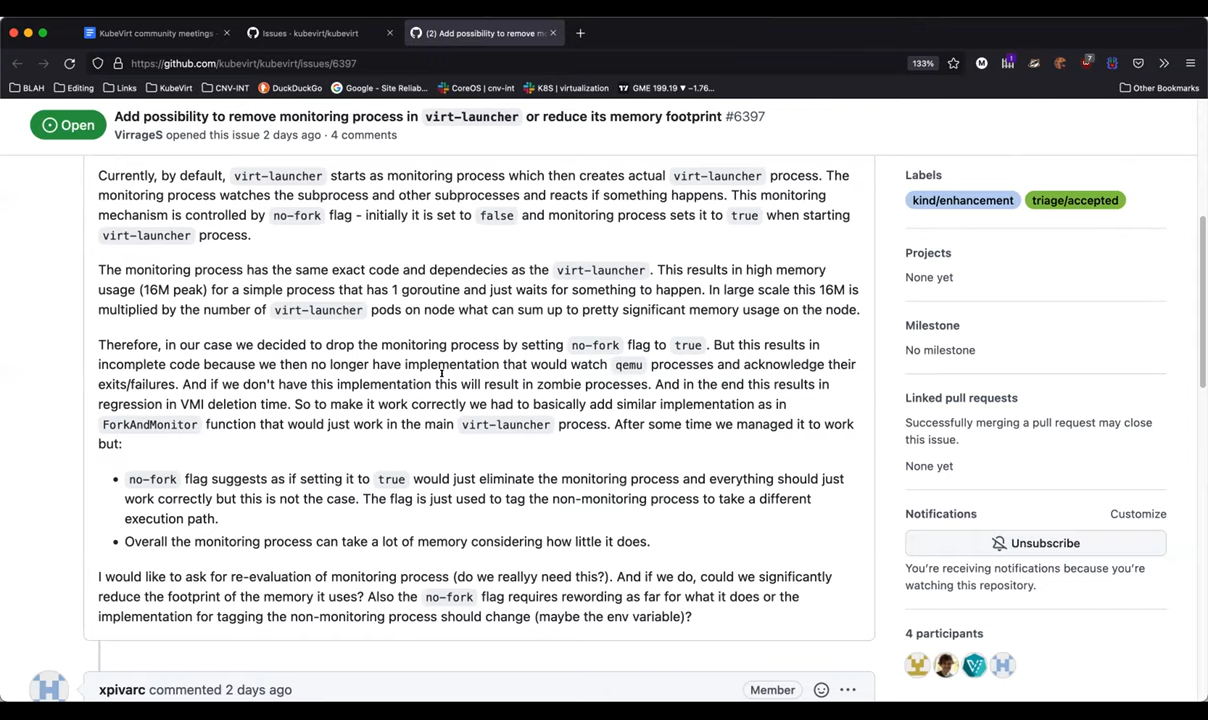 KubeVirt community meetings
Issues · kubevirt/kubevirt
(2) Add possibility to remove m
https://github.com/kubevirt/kubevirt/issues/6397
133%
BLAH
Editing
Links
KubeVirt
CNV-INT
DuckDuckGo
Google - Site Reliab...
CoreOS | cnv-int
K8S | virtualization
GME 199.19 ▼ −1.76...
Other Bookmarks
Open
Add possibility to remove monitoring process in virt-launcher or reduce its memory footprint #6397
VirrageS opened this issue 2 days ago · 4 comments
Currently, by default, virt-launcher starts as monitoring process which then creates actual virt-launcher process. The
monitoring process watches the subprocess and other subprocesses and reacts if something happens. This monitoring
mechanism is controlled by no-fork flag - initially it is set to false and monitoring process sets it to true when starting
virt-launcher process.
The monitoring process has the same exact code and dependecies as the virt-launcher. This results in high memory
usage (16M peak) for a simple process that has 1 goroutine and just waits for something to happen. In large scale this 16M is
multiplied by the number of virt-launcher pods on node what can sum up to pretty significant memory usage on the node.
Therefore, in our case we decided to drop the monitoring process by setting no-fork flag to true. But this results in
incomplete code because we then no longer have implementation that would watch qemu processes and acknowledge their
exits/failures. And if we don't have this implementation this will result in zombie processes. And in the end this results in
regression in VMI deletion time. So to make it work correctly we had to basically add similar implementation as in
ForkAndMonitor function that would just work in the main virt-launcher process. After some time we managed it to work
but:
• no-fork flag suggests as if setting it to true would just eliminate the monitoring process and everything should just
work correctly but this is not the case. The flag is just used to tag the non-monitoring process to take a different
execution path.
• Overall the monitoring process can take a lot of memory considering how little it does.
I would like to ask for re-evaluation of monitoring process (do we reallyy need this?). And if we do, could we significantly
reduce the footprint of the memory it uses? Also the no-fork flag requires rewording as far for what it does or the
implementation for tagging the non-monitoring process should change (maybe the env variable)?
xpivarc commented 2 days ago
Member
Labels
kind/enhancement
triage/accepted
Projects
None yet
Milestone
No milestone
Linked pull requests
Successfully merging a pull request may close
this issue.
None yet
Notifications
Customize
Unsubscribe
You're receiving notifications because you're
watching this repository.
4 participants